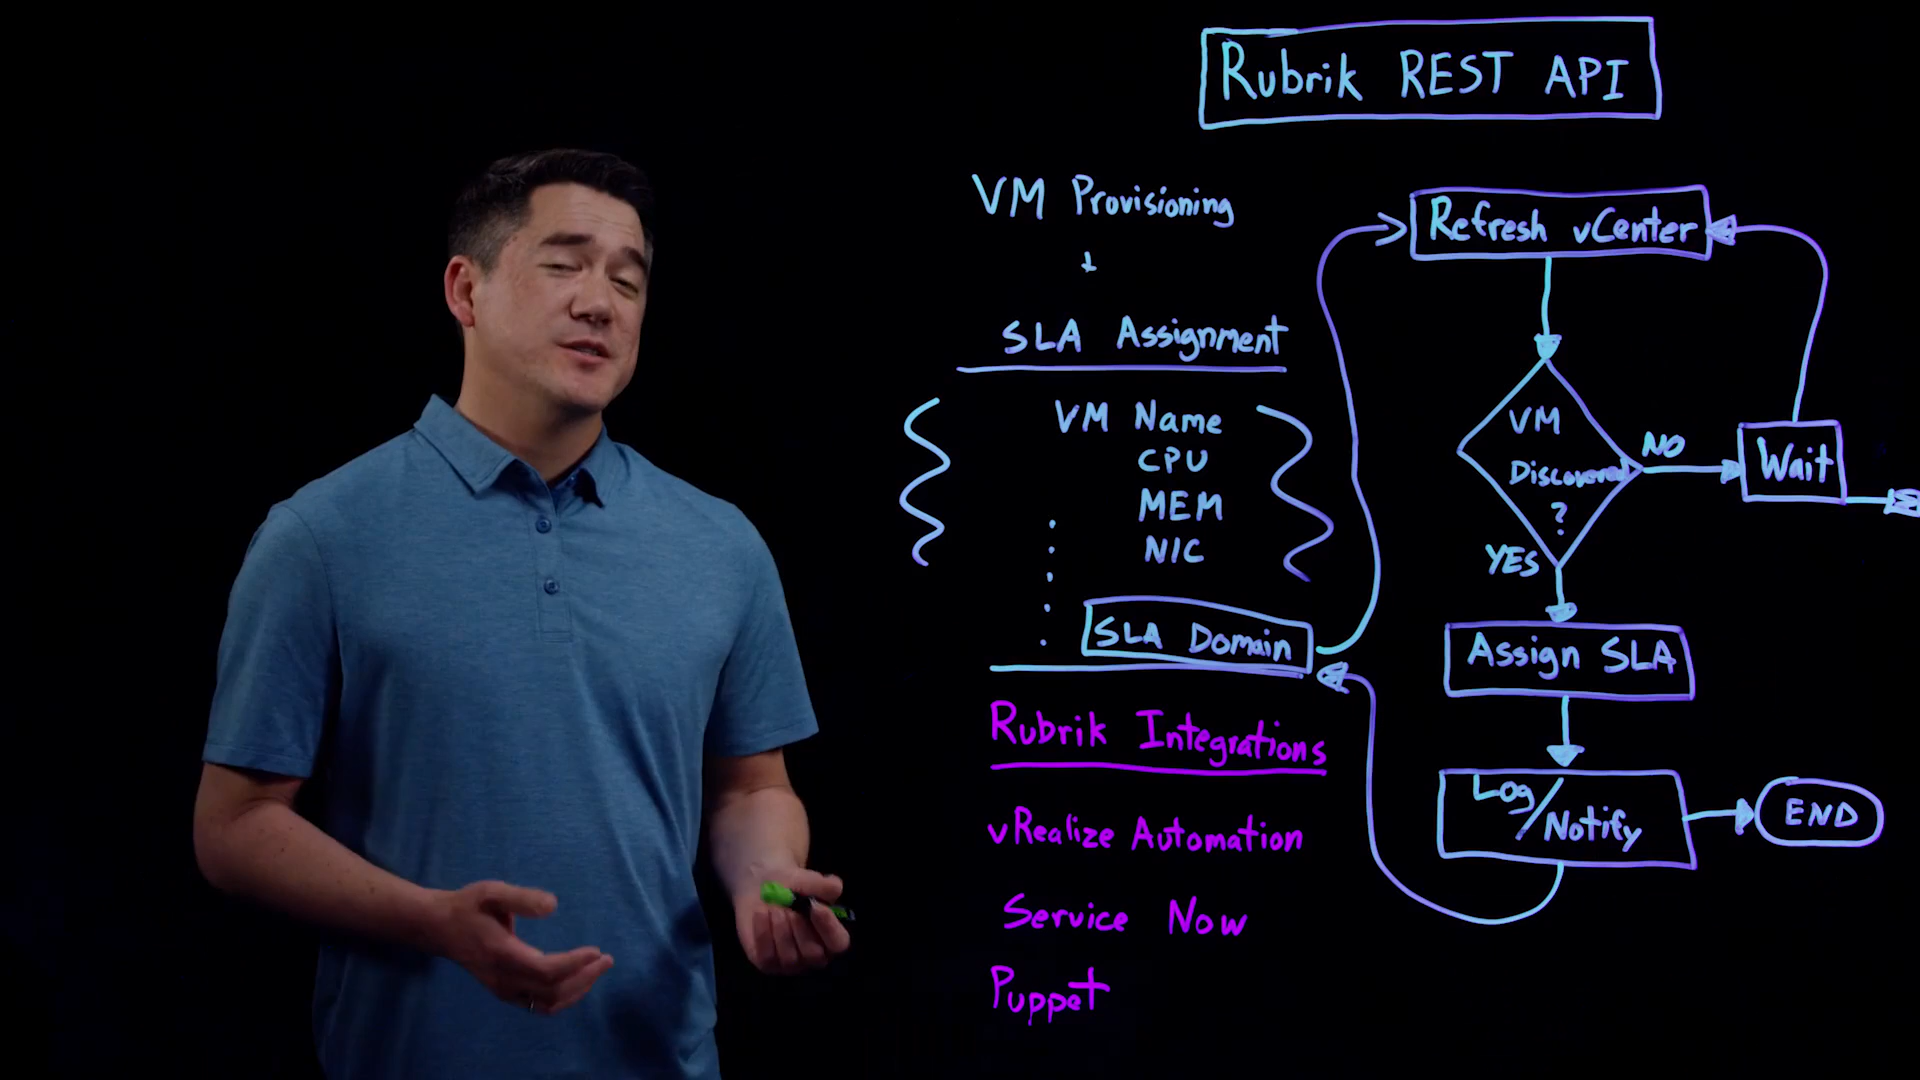 Rubrik REST API
VM Provisioning
+
SLA Assignment
VM Name
CPU
MEM
NIC
SLA Domain
Rubrik Integrations
vRealize Automation
Service Now
Puppet
Refresh vCenter
VM
Discovered
?
NO
Wait
YES
Assign SLA
Log/
Notify
END